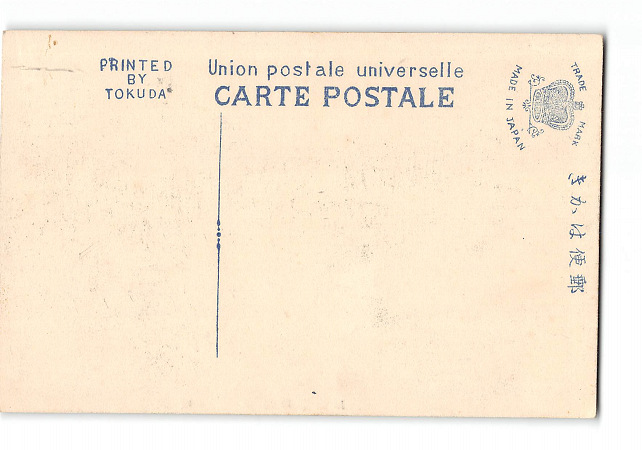 PRINTED
BY
TOKUDA
Union postale universelle
CARTE POSTALE
TRADE MARK
MADE IN JAPAN
きかは便郵